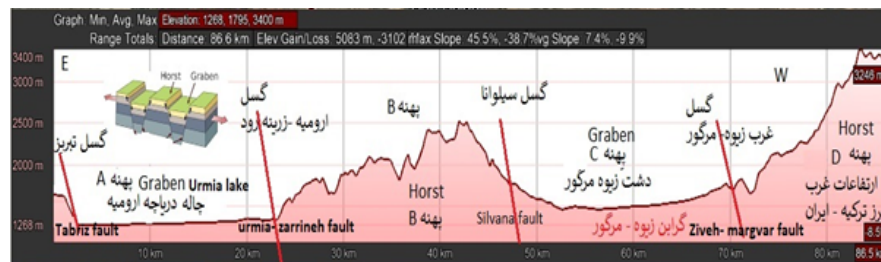 Graph: Min, Avg, Max Elevation: 1268, 1795, 3400 m
Range Totals: Distance: 86.6 km Elev Gain/Loss: 5083 m, -3102 Slope: 45.5%, -38.7% Slope: 7.4%, -9.9%
3400 m
3000 m
2000 m
1268 m
E
W
Horst
Graben
گسل تبریز
گسل
ارومیه -زرینه رود
پهنه B
گسل سیلوانا
گسل
غرب زیوه- مرگور
3246 m
Graben
پهنه C
دشت زیوه مرگور
Horst
پهنه D
ارتفاعات غرب
مرز ترکیه - ایران
پهنه A Graben Urmia lake
چاله دریاچه ارومیه
Horst
پهنه B
Tabriz fault
urmia- zarrineh fault
Silvana fault
گرابن زیوه - مرگور
Ziveh- margvar fault
10 km
20 km
30 km
40 km
50 km
60 km
70 km
80 km
86.5 km